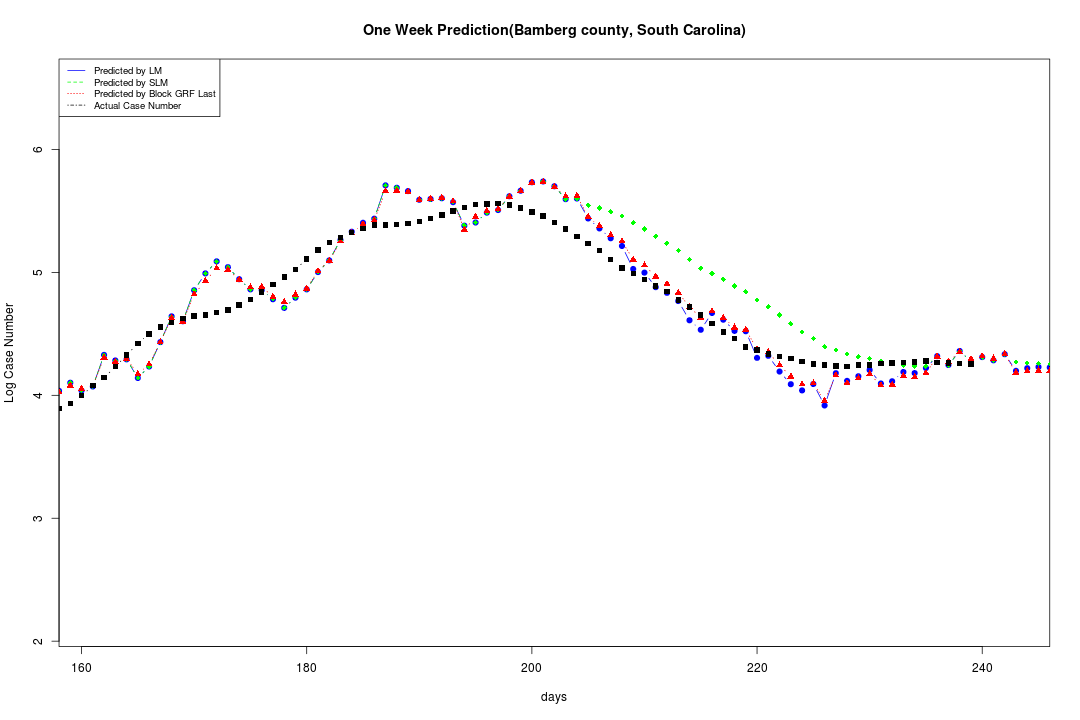 One Week Prediction(Bamberg county, South Carolina)
Predicted by LM
Predicted by SLM
Predicted by Block GRF Last
Actual Case Number
Log Case Number
6
5
4
3
2
160 180 200 220 240
days